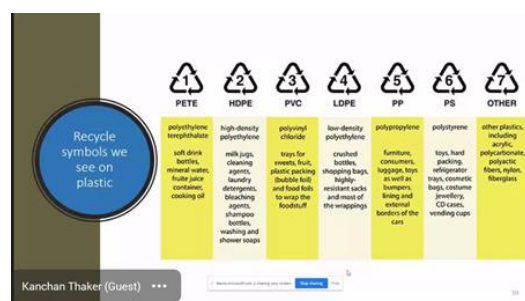 Recycle
symbols we
see on
plastic
1 2 3 4 5 6 7
PETE HDPE PVC LDPE PP PS OTHER
polyethylene
terephthalate
soft drink
bottles,
mineral water,
fruite juice
container,
cooking oil
high-density
polyethylene
milk jugs,
cleaning
agents,
laundry
detergents,
bleaching
agents,
shampoo
bottles,
washing and
shower soaps
polyvinyl
chloride
trays for
sweets, fruit,
plastic packing
(bubble foil)
and food foils
to wrap the
foodstuff
low-density
polyethylene
crushed
bottles,
shopping bags,
highly-
resistant sacks
and most of
the wrappings
polypropylene
furniture,
consumers,
luggage, toys
as well as
bumpers,
lining and
external
borders of the
cars
polystyrene
toys, hard
packing,
refrigerator
trays, cosmetic
bags, costume
jewellery,
CD cases,
vending cups
other plastics,
including
acrylic,
polycarbonate,
polyactic
fibers, nylon,
fiberglass
Kanchan Thaker (Guest)
Stop sharing